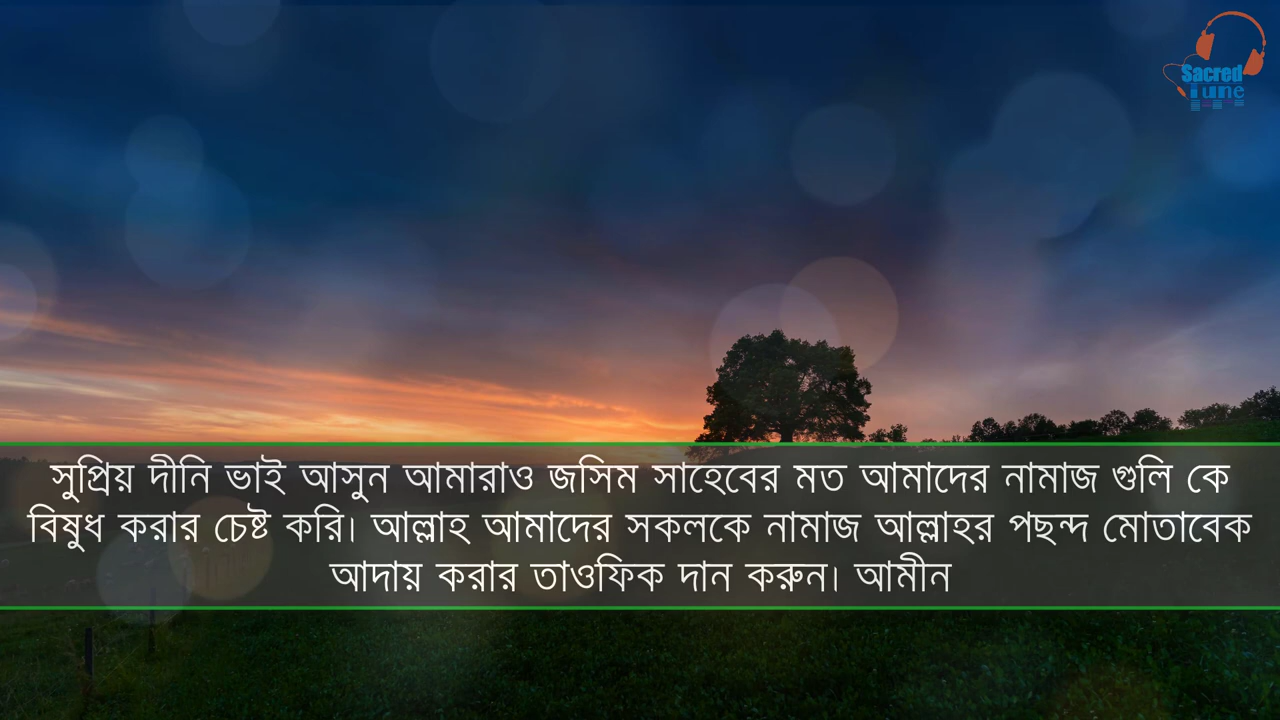 Sacred
Tune
সুপ্রিয় দীনি ভাই আসুন আমারাও জসিম সাহেবের মত আমাদের নামাজ গুলি কে
বিষুধ করার চেষ্ট করি। আল্লাহ আমাদের সকলকে নামাজ আল্লাহর পছন্দ মোতাবেক
আদায় করার তাওফিক দান করুন। আমীন